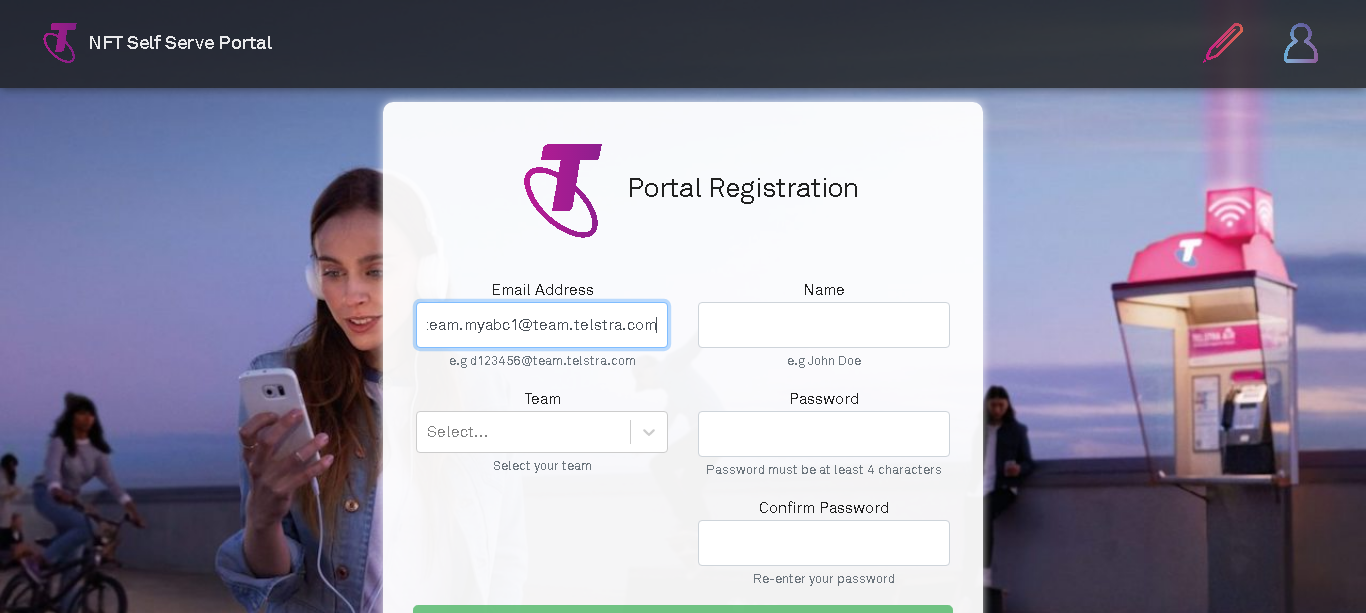 NFT Self Serve Portal
Portal Registration
Email Address
Name
team.myabc1@team.telstra.com
e.g d123456@team.telstra.com
e.g John Doe
Team
Password
Select...
Select your team
Password must be at least 4 characters
Confirm Password
Re-enter your password
TELSTRA AIR